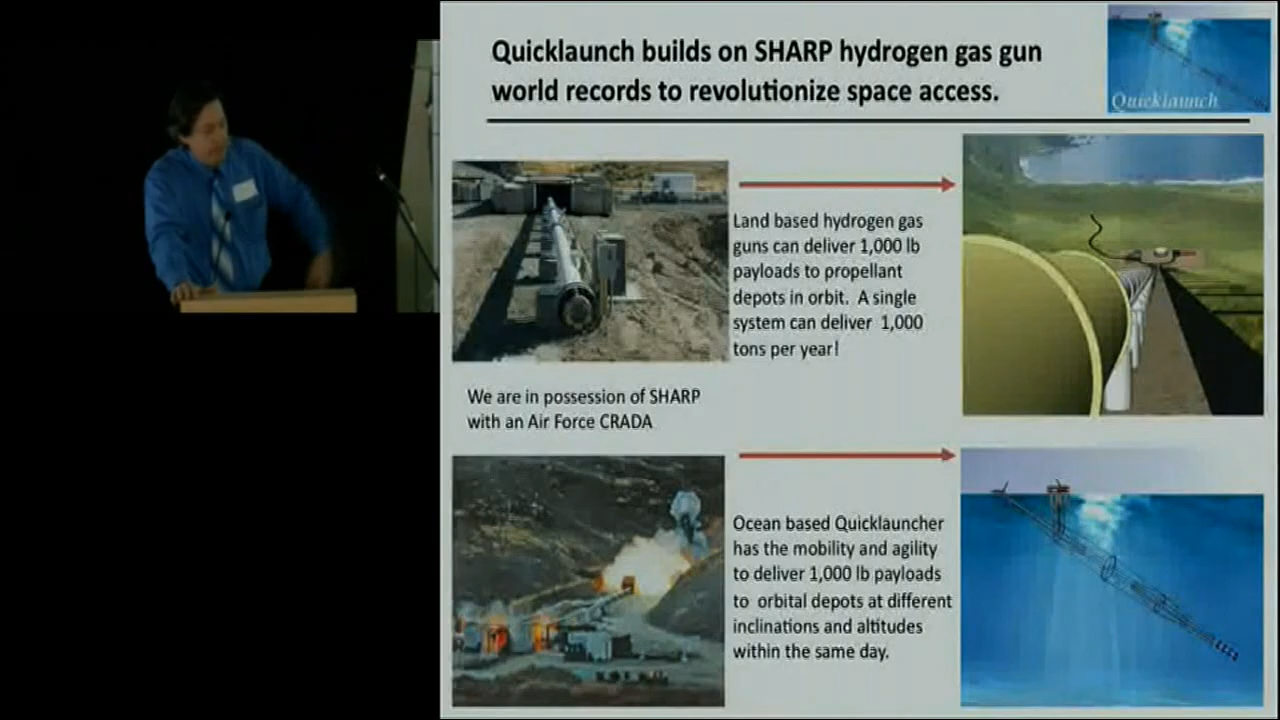 Quicklaunch builds on SHARP hydrogen gas gun
world records to revolutionize space access.
Quicklaunch
Land based hydrogen gas
guns can deliver 1,000 lb
payloads to propellant
depots in orbit. A single
system can deliver 1,000
tons per year!
We are in possession of SHARP
with an Air Force CRADA
Ocean based Quicklauncher
has the mobility and agility
to deliver 1,000 lb payloads
to orbital depots at different
inclinations and altitudes
within the same day.